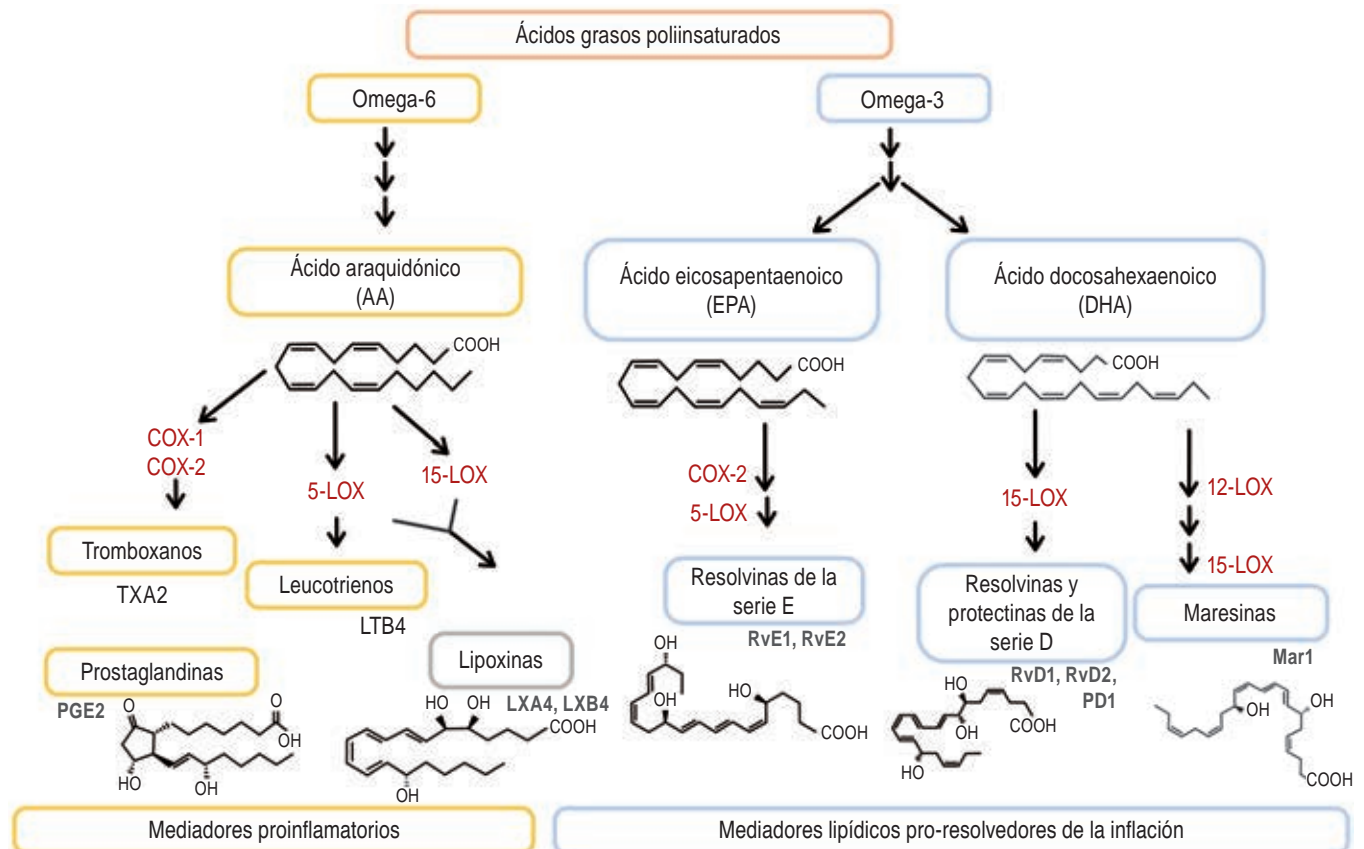 Ácidos grasos poliinsaturados
Omega-6
Omega-3
Ácido araquidónico
(AA)
Ácido eicosapentaenoico
(EPA)
Ácido docosahexaenoico
(DHA)
COOH
COOH
COOH
COX-1
COX-2
5-LOX
15-LOX
COX-2
5-LOX
15-LOX
12-LOX
15-LOX
Tromboxanos
TXA2
Leucotrienos
LTB4
Prostaglandinas
PGE2
Lipoxinas
LXA4, LXB4
Resolvinas de la
serie E
RvE1, RvE2
Resolvinas y
protectinas de la
serie D
RvD1, RvD2,
PD1
Maresinas
Mar1
O
O
OH
HO
OH
HO
OH
COOH
OH
OH
HO
HO
COOH
HO
COOH
OH
HO
OH
OH
COOH
Mediadores proinflamatorios
Mediadores lipídicos pro-resolvedores de la inflación